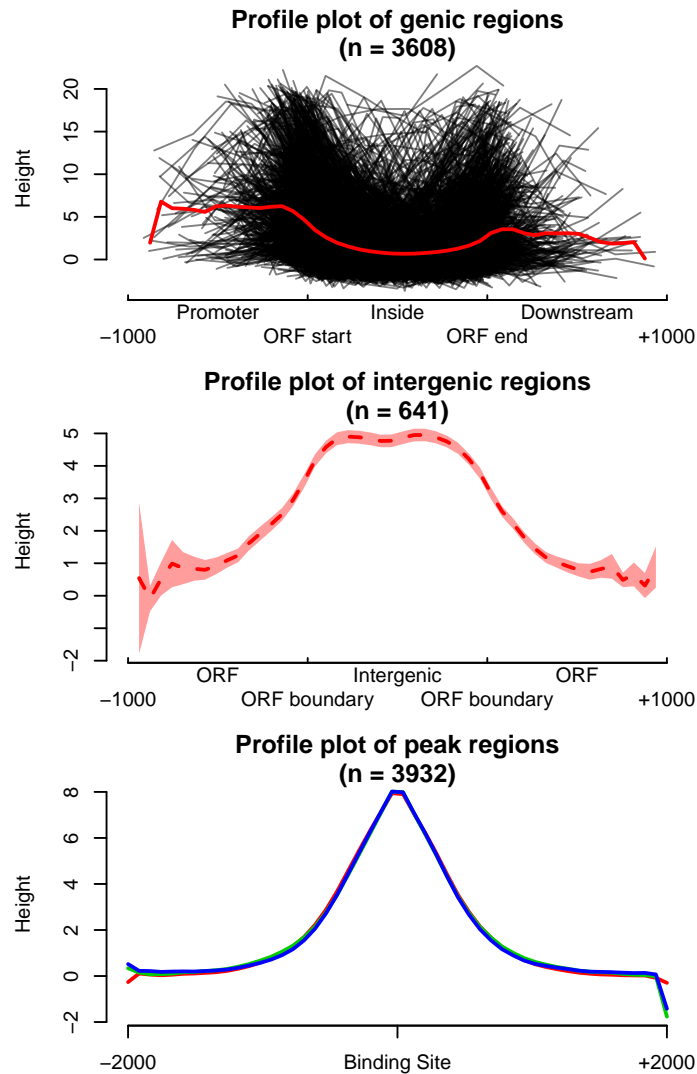 Profile plot of genic regions
(n = 3608)
Height
20
15
10
5
0
Promoter Inside Downstream
−1000 ORF start ORF end +1000
Profile plot of intergenic regions
(n = 641)
Height
5
4
3
2
1
0
−2
ORF Intergenic ORF
−1000 ORF boundary ORF boundary +1000
Profile plot of peak regions
(n = 3932)
Height
8
6
4
2
0
−2
−2000 Binding Site +2000